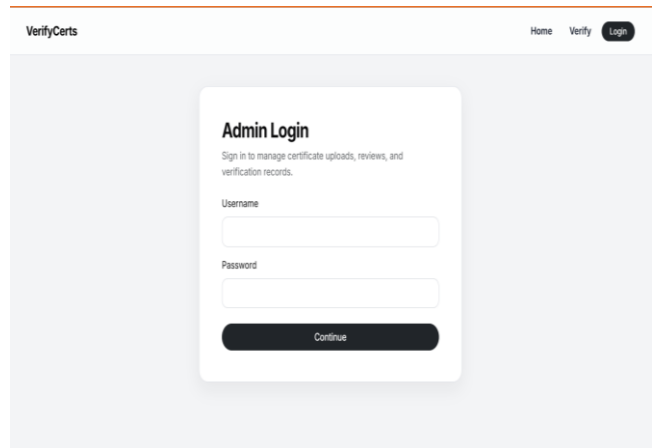 VerifyCerts
Home Verify Login
Admin Login
Sign in to manage certificate uploads, reviews, and
verification records.
Username
Password
Continue